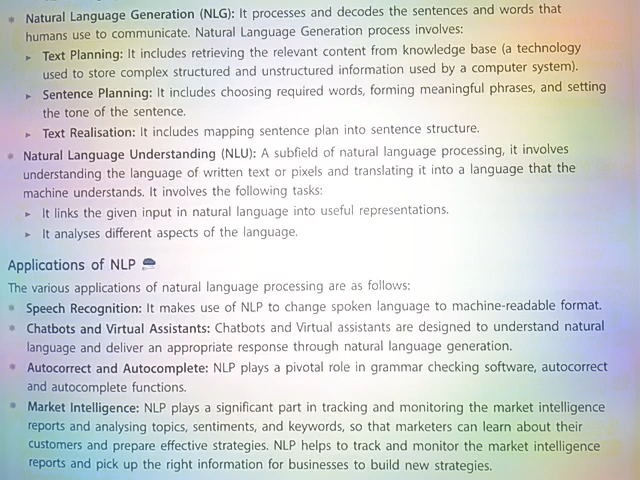 Natural Language Generation (NLG): It processes and decodes the sentences and words that
humans use to communicate. Natural Language Generation process involves:
Text Planning: It includes retrieving the relevant content from knowledge base (a technology
used to store complex structured and unstructured information used by a computer system).
Sentence Planning: It includes choosing required words, forming meaningful phrases, and setting
the tone of the sentence.
Text Realisation: It includes mapping sentence plan into sentence structure.
Natural Language Understanding (NLU): A subfield of natural language processing, it involves
understanding the language of written text or pixels and translating it into a language that the
machine understands. It involves the following tasks:
It links the given input in natural language into useful representations.
It analyses different aspects of the language.
Applications of NLP
The various applications of natural language processing are as follows:
Speech Recognition: It makes use of NLP to change spoken language to machine-readable format.
Chatbots and Virtual Assistants: Chatbots and Virtual assistants are designed to understand natural
language and deliver an appropriate response through natural language generation.
Autocorrect and Autocomplete: NLP plays a pivotal role in grammar checking software, autocorrect
and autocomplete functions.
Market Intelligence: NLP plays a significant part in tracking and monitoring the market intelligence
reports and analysing topics, sentiments, and keywords, so that marketers can learn about their
customers and prepare effective strategies. NLP helps to track and monitor the market intelligence
reports and pick up the right information for businesses to build new strategies.